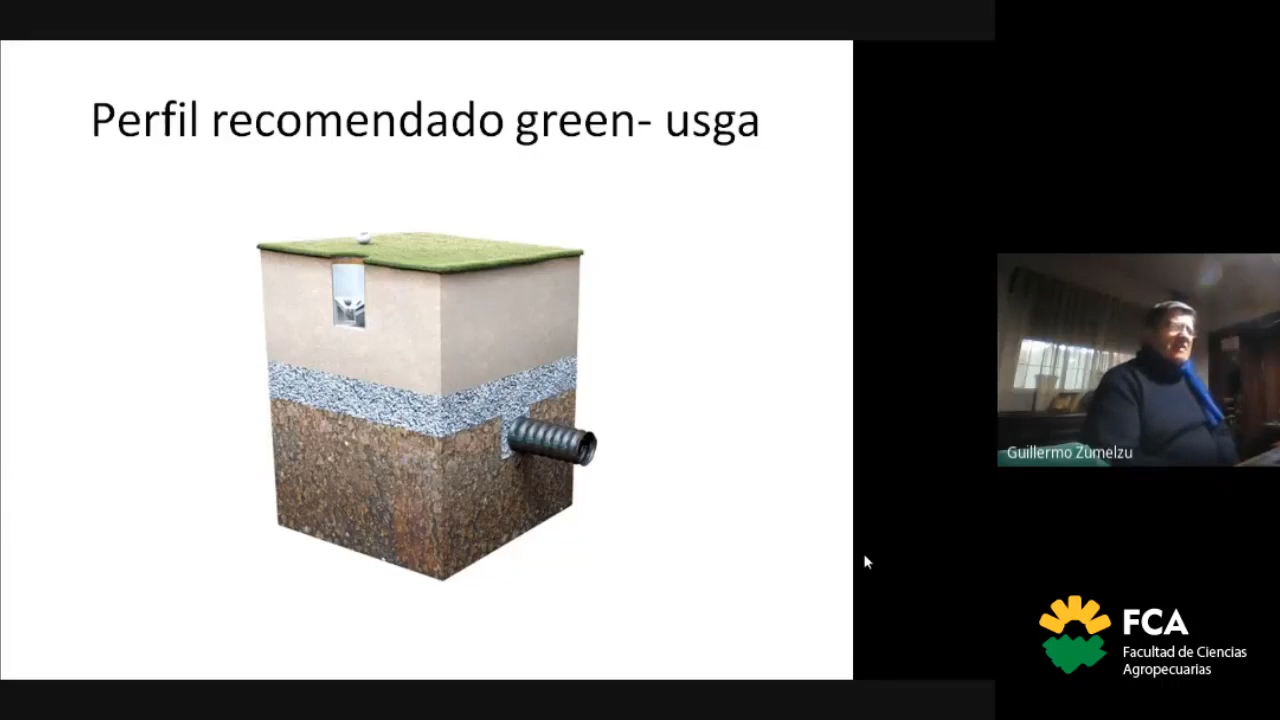 Perfil recomendado green- usga
Guillermo Zumelzu
FCA
Facultad de Ciencias
Agropecuarias